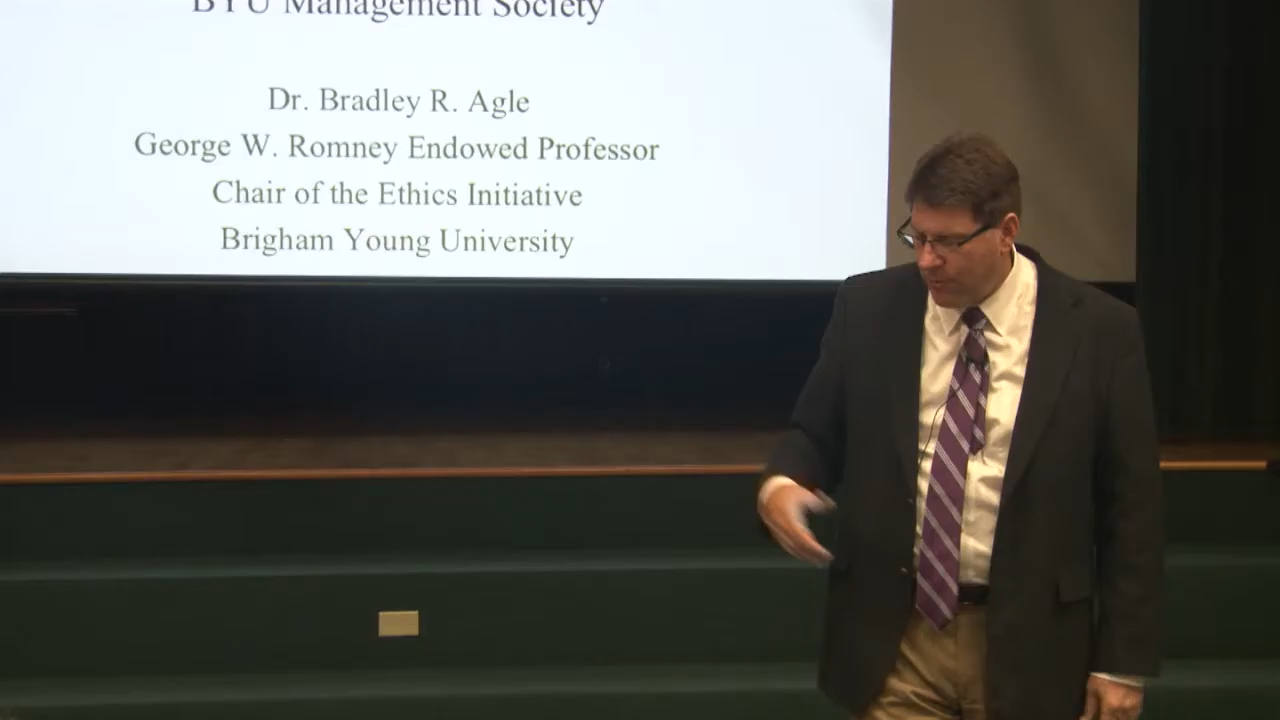 BYU Management Society
Dr. Bradley R. Agle
George W. Romney Endowed Professor
Chair of the Ethics Initiative
Brigham Young University